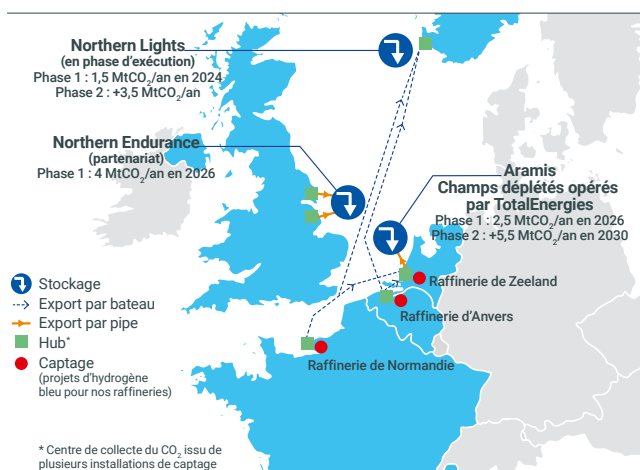 Northern Lights
(en phase d'exécution)
Phase 1 : 1,5 MtCO₂/an en 2024
Phase 2 : +3,5 MtCO₂/an
Northern Endurance
(partenariat)
Phase 1 : 4 MtCO₂/an en 2026
Aramis
Champs déplétés opérés
par TotalEnergies
Phase 1 : 2,5 MtCO₂/an en 2026
Phase 2 : +5,5 MtCO₂/an en 2030
Raffinerie de Zeeland
Raffinerie d'Anvers
Raffinerie de Normandie
Stockage
Export par bateau
Export par pipe
Hub*
Captage
(projets d'hydrogène
bleu pour nos raffineries)
* Centre de collecte du CO₂ issu de
plusieurs installations de captage